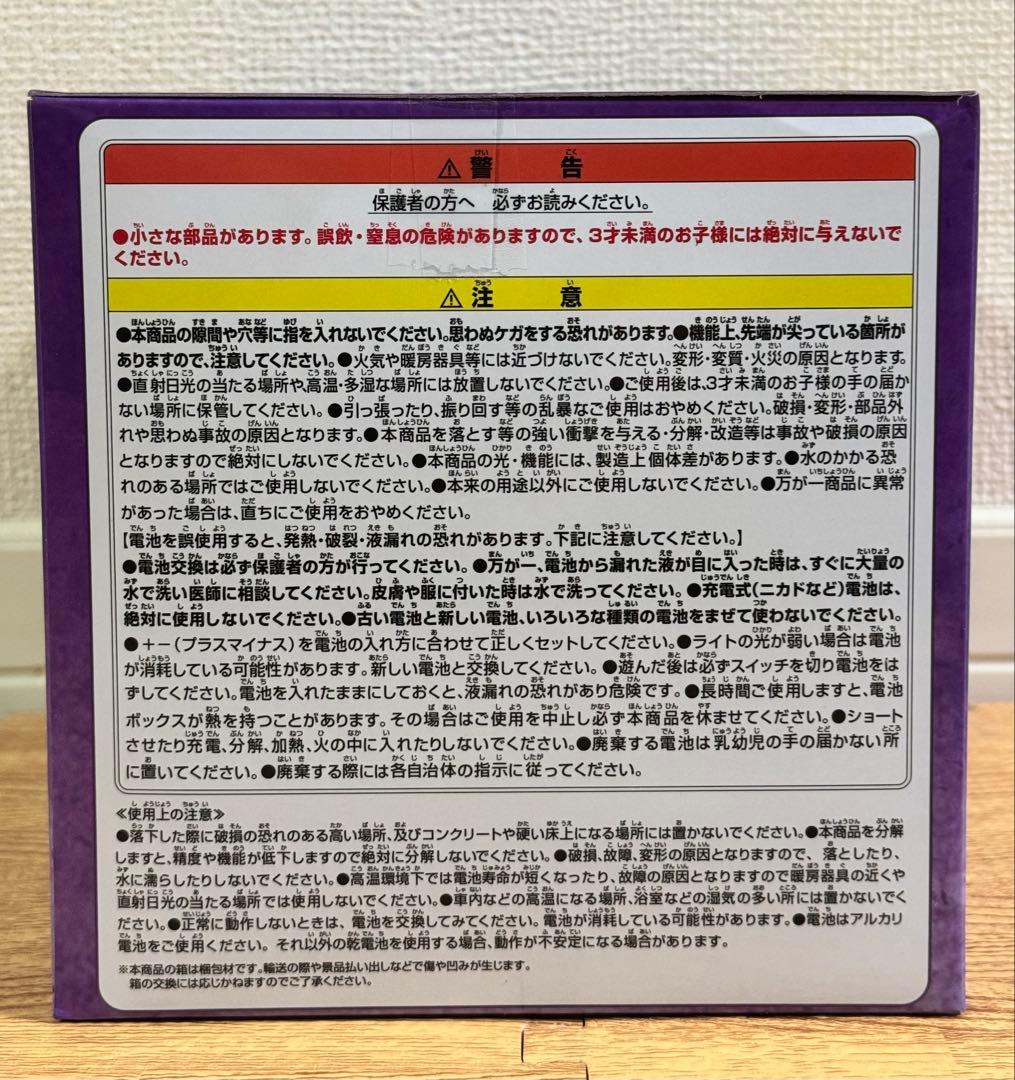 ⚠警告
保護者の方へ 必ずお読みください。
●小さな部品があります。誤飲・窒息の危険がありますので、3才未満のお子様には絶対に与えないで
ください。
⚠注意
●本商品の隙間や穴等に指を入れないでください。思わぬケガをする恐れがあります。●機能上、先端が尖っている箇所が
ありますので、注意してください。●火気や暖房器具等には近づけないでください。変形・変質・火災の原因となります。
●直射日光の当たる場所や、高温・多湿な場所には放置しないでください。●ご使用後は、3才未満のお子様の手の届か
ない場所に保管してください。●引っ張ったり、振り回す等の乱暴なご使用はおやめください。破損・変形・部品外
れや思わぬ事故の原因となります。●本商品を落とす等の強い衝撃を与える・分解・改造等は事故や破損の原因
となりますので絶対にしないでください。●本商品の光・機能には、製造上個体差があります。●水のかかる恐
れのある場所ではご使用しないでください。●本来の用途以外にご使用しないでください。●万が一商品に異常
があった場合は、直ちにご使用をおやめください。
【電池を誤使用すると、発熱・破裂・液漏れの恐れがあります。下記に注意してください。】
●電池交換は必ず保護者の方が行ってください。●万が一、電池から漏れた液が目に入った時は、すぐに大量の
水で洗い医師に相談してください。皮膚や服に付いた時は水で洗ってください。●充電式(ニカドなど)電池は、
絶対に使用しないでください。●古い電池と新しい電池、いろいろな種類の電池をまぜて使わないでください。
●＋－(プラスマイナス)を電池の入れ方に合わせて正しくセットしてください。●ライトの光が弱い場合は電池
が消耗している可能性があります。新しい電池と交換してください。●遊んだ後は必ずスイッチを切り電池をは
ずしてください。電池を入れたままにしておくと、液漏れの恐れがあり危険です。●長時間ご使用しますと、電池
ボックスが熱を持つことがあります。その場合はご使用を中止し必ず本商品を休ませてください。●ショート
させたり充電、分解、加熱、火の中に入れたりしないでください。●廃棄する電池は乳幼児の手の届かない所
に置いてください。●廃棄する際には各自治体の指示に従ってください。
≪使用上の注意≫
●落下した際に破損の恐れのある高い場所、及びコンクリートや硬い床上になる場所には置かないでください。●本商品を分解
しますと、精度や機能が低下しますので絶対に分解しないでください。●破損、故障、変形の原因となりますので、落としたり、
水に濡らしたりしないでください。●高温環境下では電池寿命が短くなったり、故障の原因となりますので暖房器具の近くや
直射日光の当たる場所では使用しないでください。●車内などの高温になる場所、浴室などの湿気の多い所には置かないでくだ
さい。●正常に動作しないときは、電池を交換してみてください。電池が消耗している可能性があります。●電池はアルカリ
電池をご使用ください。それ以外の乾電池を使用する場合、動作が不安定になる場合があります。
※本商品の箱は梱包材です。輸送の際や景品払い出しなどで傷や凹みが生じます。
箱の交換には応じかねますのでご了承ください。